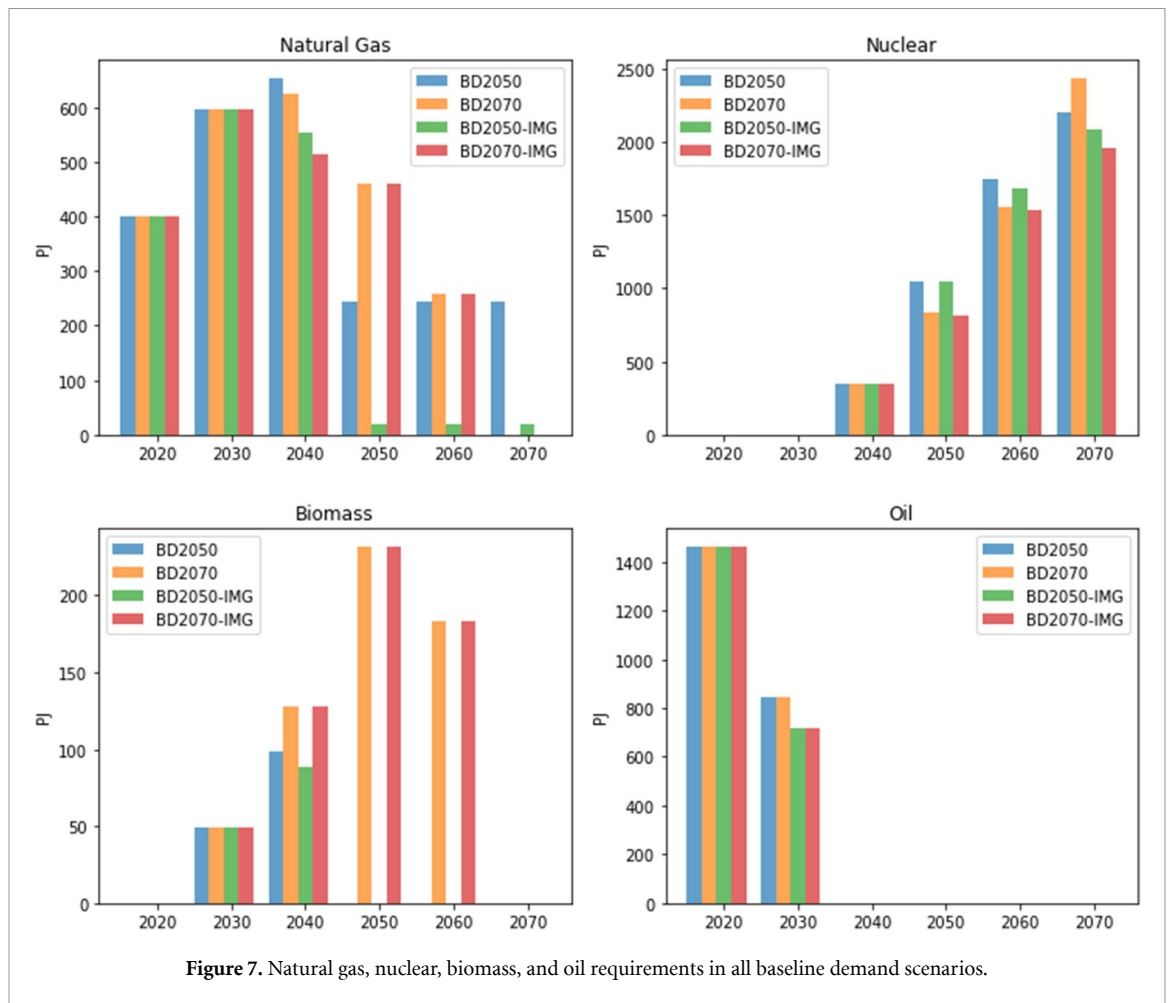 Natural Gas
BD2050
BD2070
BD2050-IMG
BD2070-IMG
PJ
600
500
400
300
200
100
0
2020 2030 2040 2050 2060 2070
Nuclear
BD2050
BD2070
BD2050-IMG
BD2070-IMG
PJ
2500
2000
1500
1000
500
0
2020 2030 2040 2050 2060 2070
Biomass
BD2050
BD2070
BD2050-IMG
BD2070-IMG
PJ
200
150
100
50
0
2020 2030 2040 2050 2060 2070
Oil
BD2050
BD2070
BD2050-IMG
BD2070-IMG
PJ
1400
1200
1000
800
600
400
200
0
2020 2030 2040 2050 2060 2070
Figure 7. Natural gas, nuclear, biomass, and oil requirements in all baseline demand scenarios.